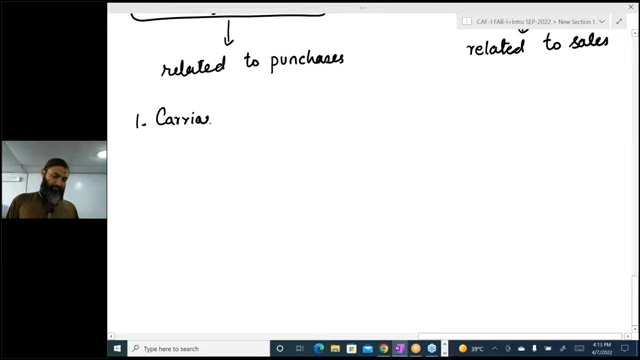 CAF-1 FAR-I+Intro SEP-2022 > New Section 1
related to purchases
related to sales
1. Carria
Type here to search
39°C
4:13 PM
4/7/2022